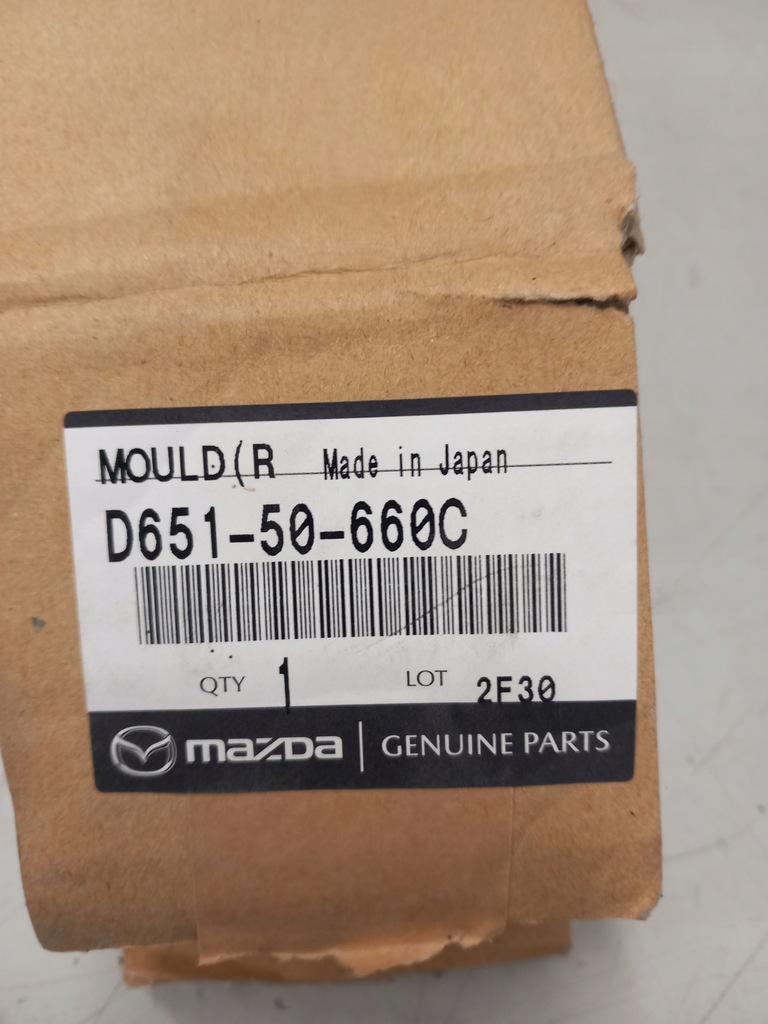 MOULD(R Made in Japan
D651-50-660C
QTY 1 LOT 2F30
mazda | GENUINE PARTS